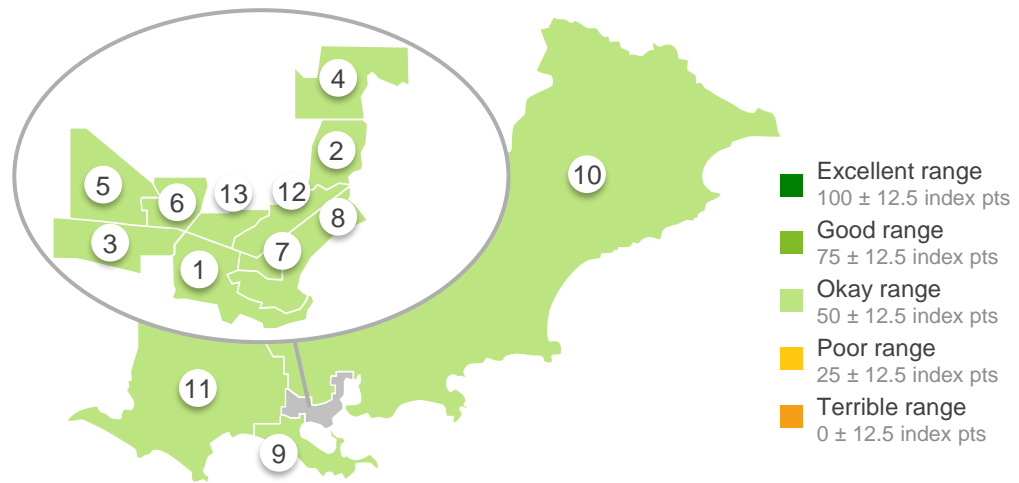 4
2
5
6
13
12
8
3
1
7
10
11
9
Excellent range
100 ± 12.5 index pts
Good range
75 ± 12.5 index pts
Okay range
50 ± 12.5 index pts
Poor range
25 ± 12.5 index pts
Terrible range
0 ± 12.5 index pts